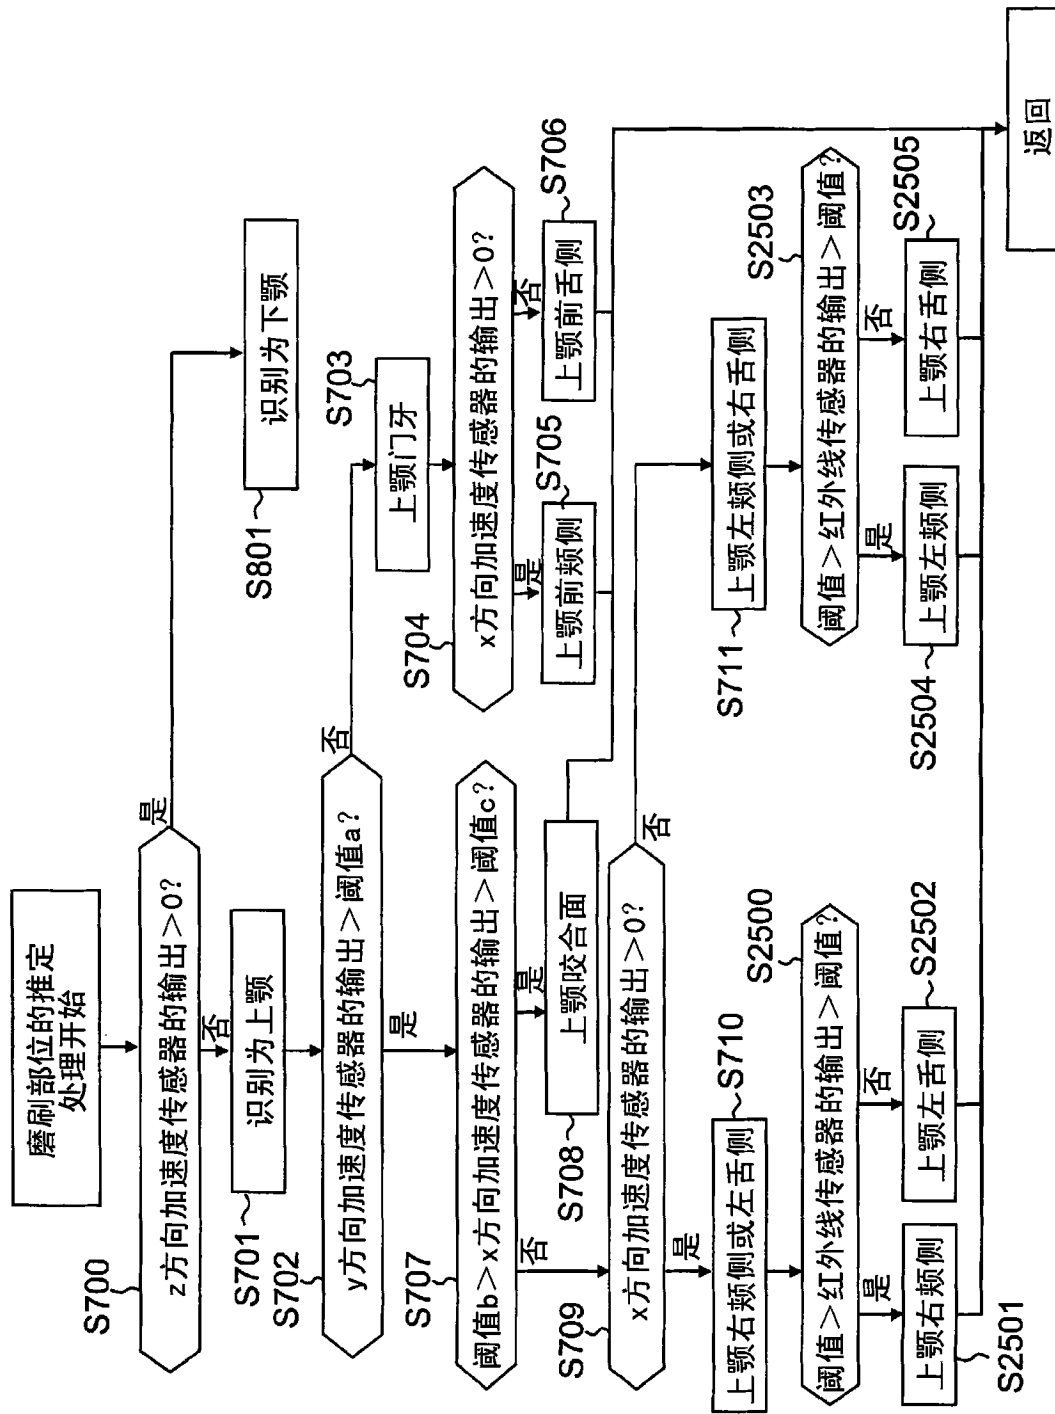 磨刷部位的推定
处理开始
S700
z方向加速度传感器的输出>0?
是
否
S701
识别为上颚
S801
识别为下颚
S702
y方向加速度传感器的输出>阈值a?
否
是
S703
上颚门牙
S704
x方向加速度传感器的输出>0?
是
否
S705
上颚前颊侧
S706
上颚前舌侧
S707
阈值b>x方向加速度传感器的输出>阈值c?
是
否
S708
上颚咬合面
S709
x方向加速度传感器的输出>0?
否
是
S710
上颚右颊侧或左舌侧
S711
上颚左颊侧或右舌侧
S2500
阈值>红外线传感器的输出>阈值?
是
否
S2501
上颚右颊侧
S2502
上颚左舌侧
S2503
阈值>红外线传感器的输出>阈值?
是
否
S2504
上颚左颊侧
S2505
上颚右舌侧
返回